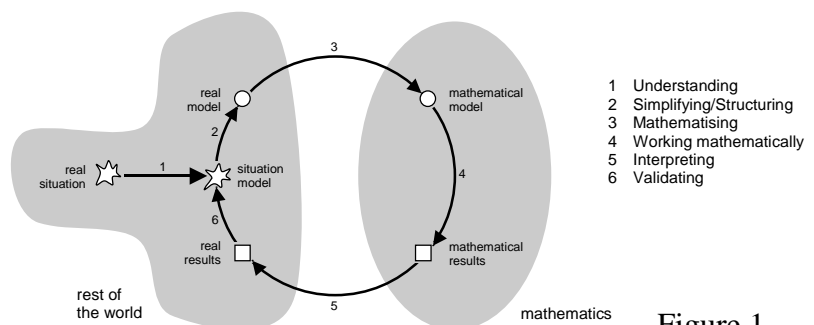 3
real
model
mathematical
model
2
real
situation
1
situation
model
4
6
real
results
mathematical
results
5
rest of
the world
mathematics
1 Understanding
2 Simplifying/Structuring
3 Mathematising
4 Working mathematically
5 Interpreting
6 Validating
Figure 1